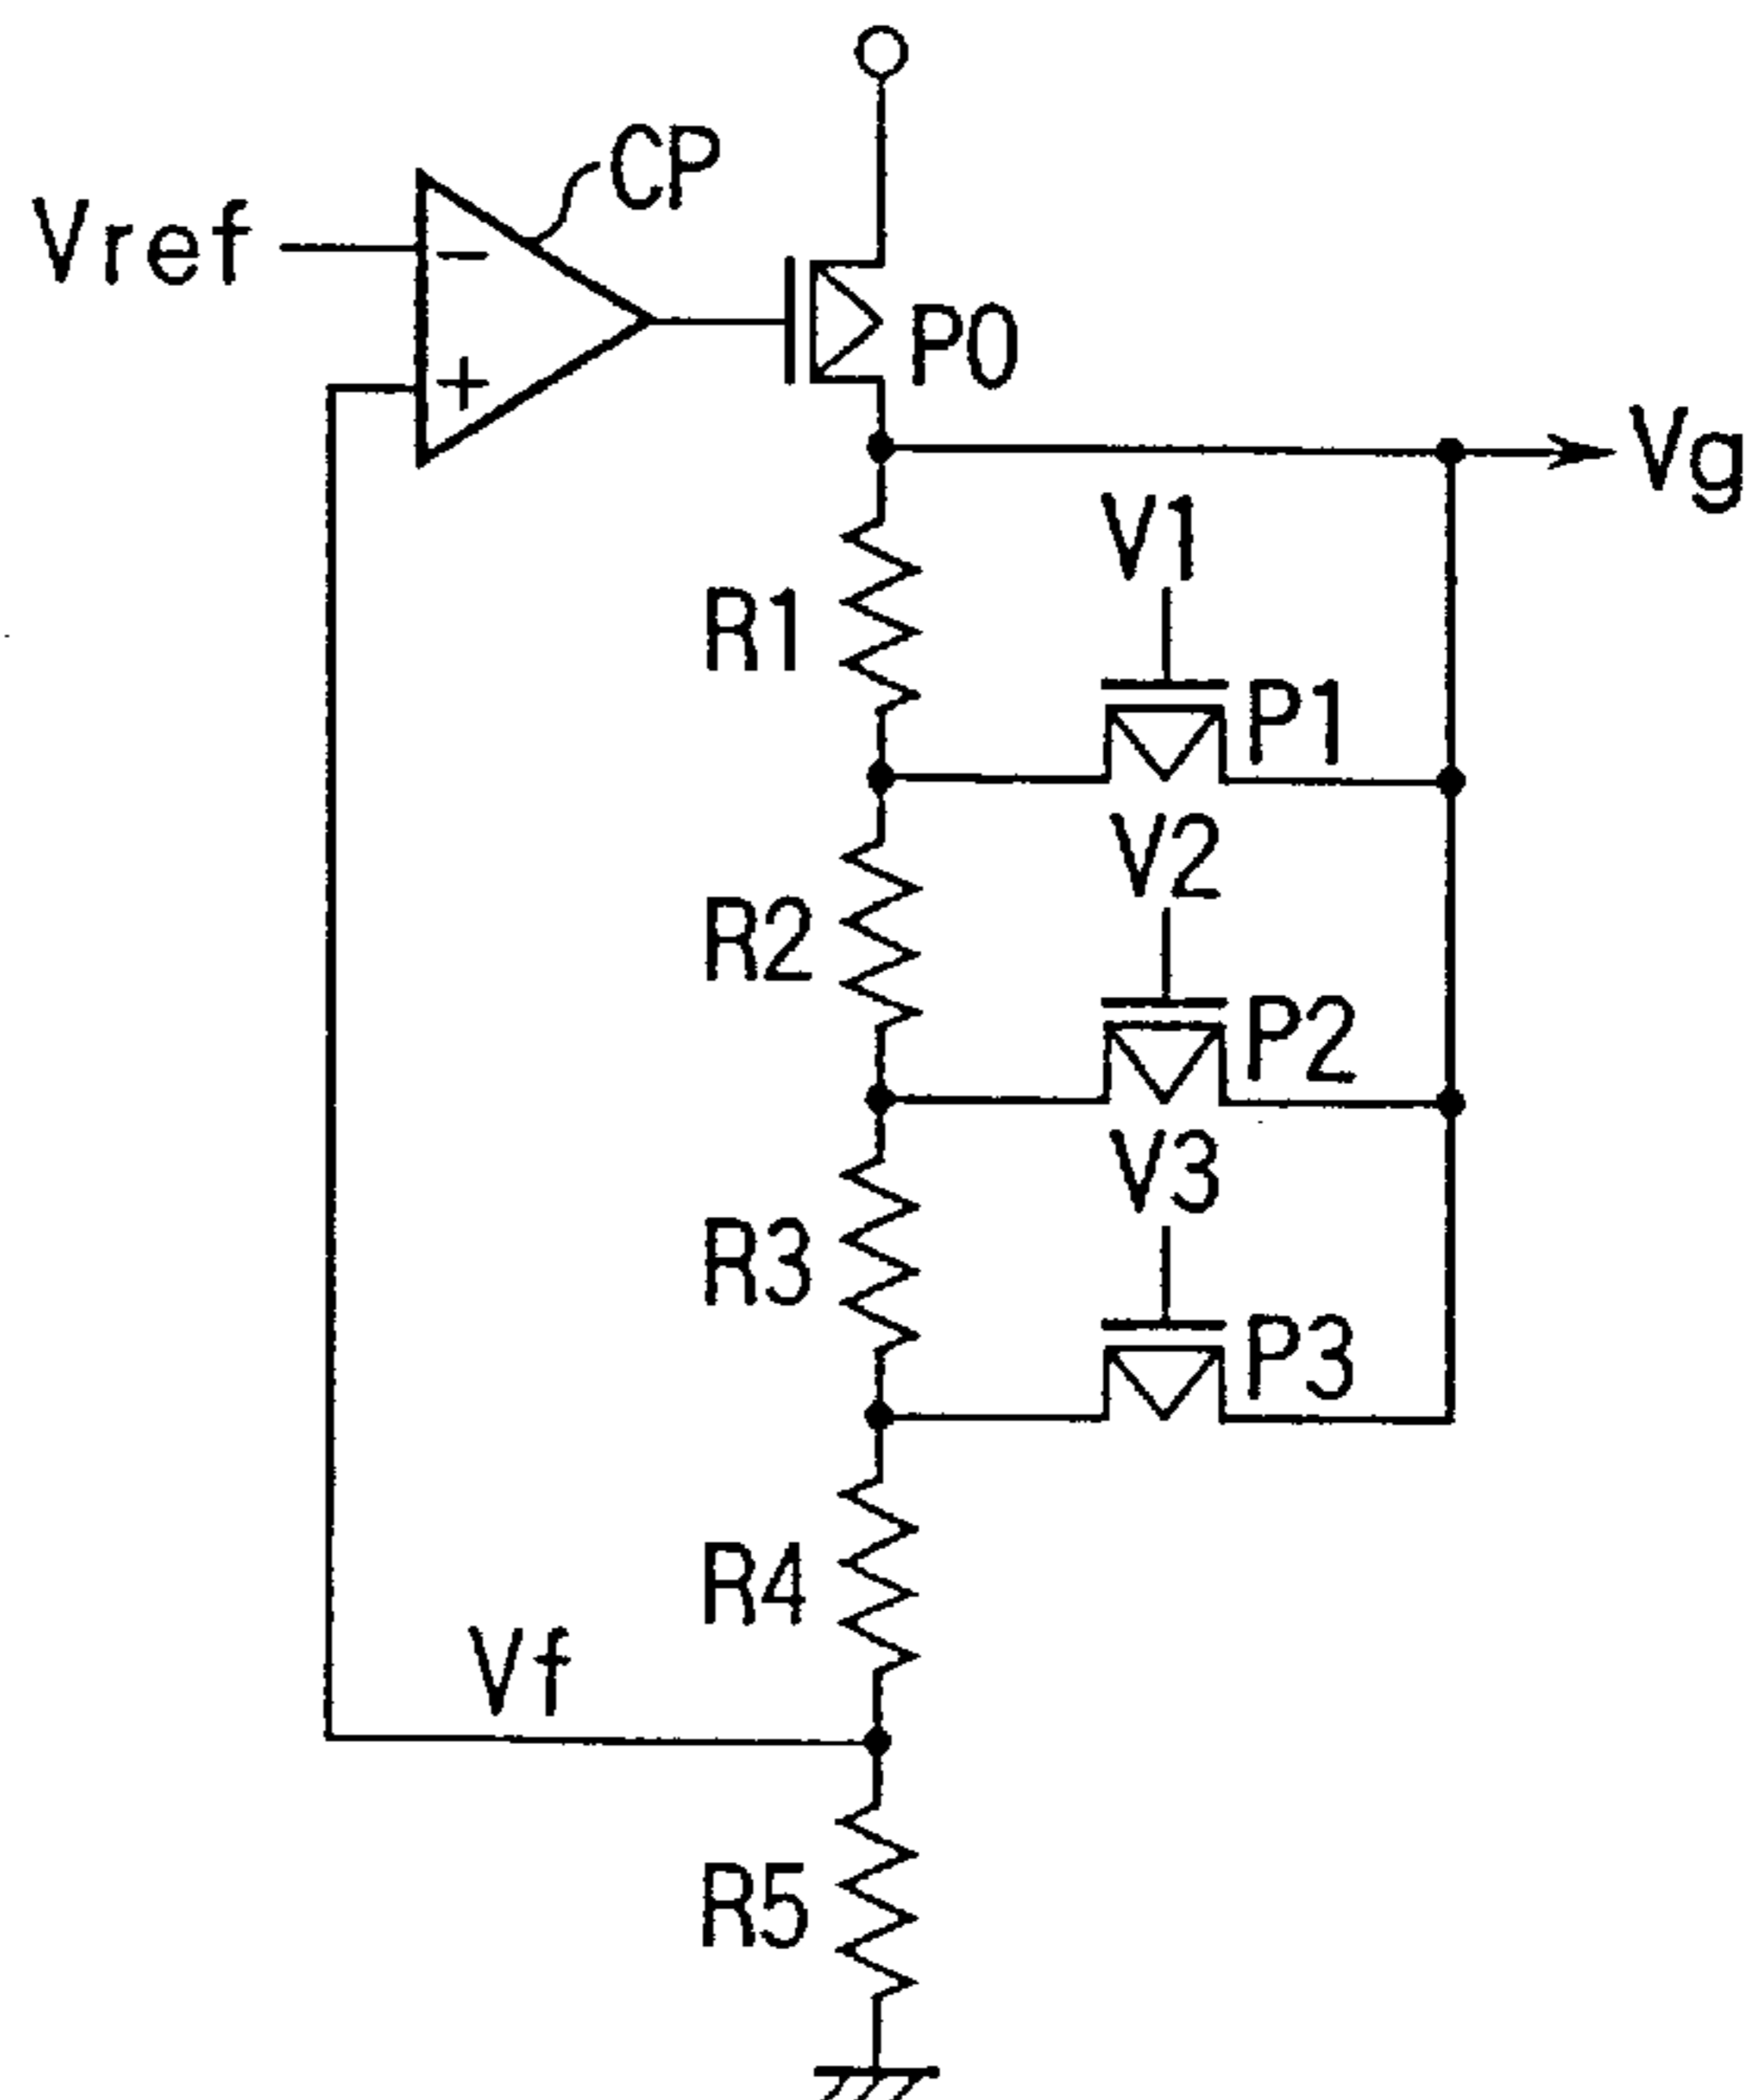 CP
Vref
−
+
P0
Vg
V1
R1
P1
V2
R2
P2
V3
R3
P3
R4
Vf
R5